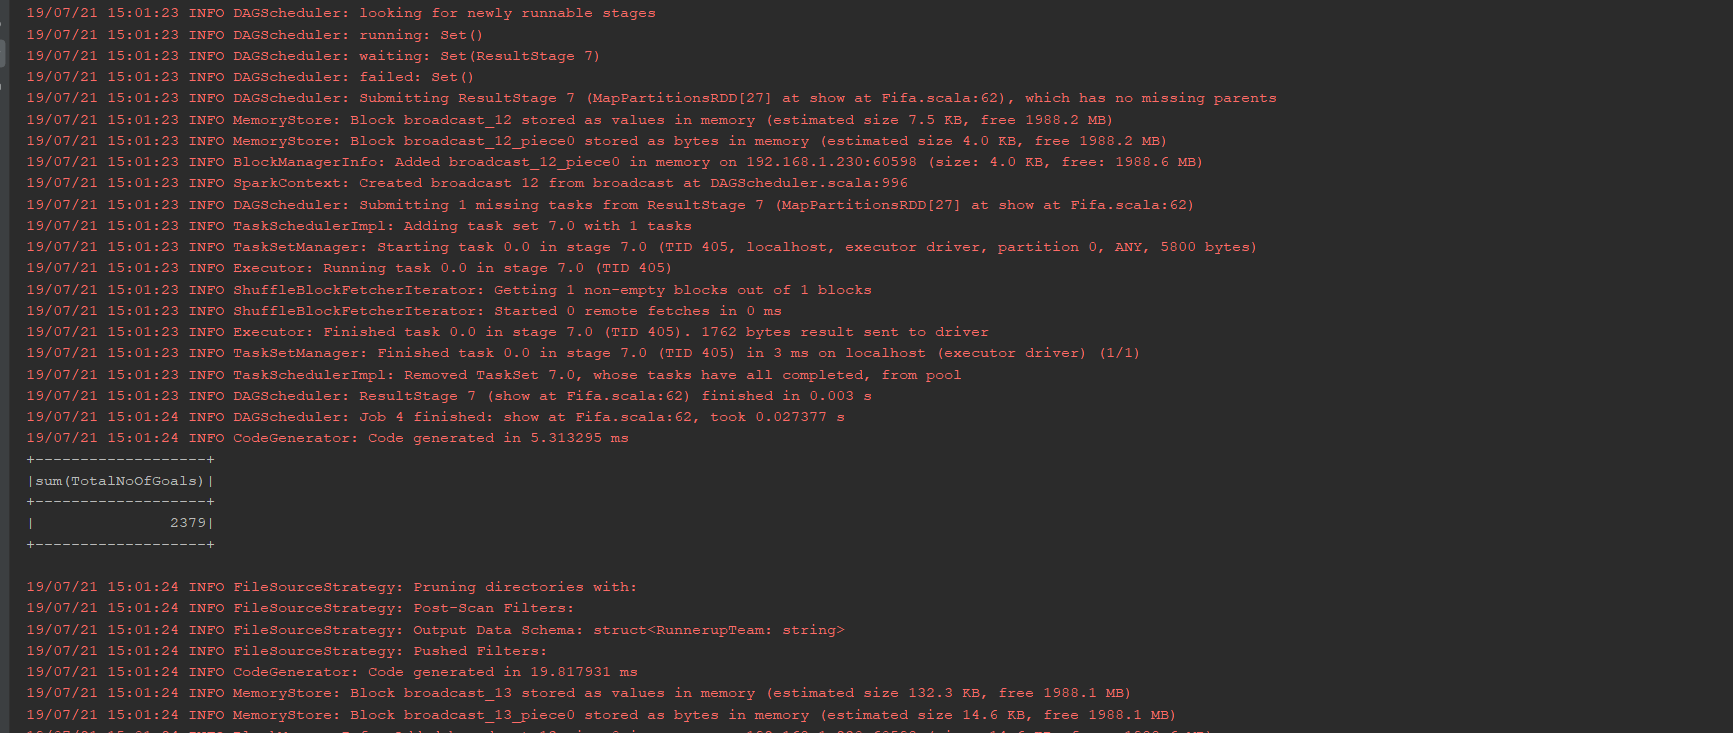 19/07/21 15:01:23 INFO DAGScheduler: looking for newly runnable stages
19/07/21 15:01:23 INFO DAGScheduler: running: Set()
19/07/21 15:01:23 INFO DAGScheduler: waiting: Set(ResultStage 7)
19/07/21 15:01:23 INFO DAGScheduler: failed: Set()
19/07/21 15:01:23 INFO DAGScheduler: Submitting ResultStage 7 (MapPartitionsRDD[27] at show at Fifa.scala:62), which has no missing parents
19/07/21 15:01:23 INFO MemoryStore: Block broadcast_12 stored as values in memory (estimated size 7.5 KB, free 1988.2 MB)
19/07/21 15:01:23 INFO MemoryStore: Block broadcast_12_piece0 stored as bytes in memory (estimated size 4.0 KB, free 1988.2 MB)
19/07/21 15:01:23 INFO BlockManagerInfo: Added broadcast_12_piece0 in memory on 192.168.1.230:60598 (size: 4.0 KB, free: 1988.6 MB)
19/07/21 15:01:23 INFO SparkContext: Created broadcast 12 from broadcast at DAGScheduler.scala:996
19/07/21 15:01:23 INFO DAGScheduler: Submitting 1 missing tasks from ResultStage 7 (MapPartitionsRDD[27] at show at Fifa.scala:62)
19/07/21 15:01:23 INFO TaskSchedulerImpl: Adding task set 7.0 with 1 tasks
19/07/21 15:01:23 INFO TaskSetManager: Starting task 0.0 in stage 7.0 (TID 405, localhost, executor driver, partition 0, ANY, 5800 bytes)
19/07/21 15:01:23 INFO Executor: Running task 0.0 in stage 7.0 (TID 405)
19/07/21 15:01:23 INFO ShuffleBlockFetcherIterator: Getting 1 non-empty blocks out of 1 blocks
19/07/21 15:01:23 INFO ShuffleBlockFetcherIterator: Started 0 remote fetches in 0 ms
19/07/21 15:01:23 INFO Executor: Finished task 0.0 in stage 7.0 (TID 405). 1762 bytes result sent to driver
19/07/21 15:01:23 INFO TaskSetManager: Finished task 0.0 in stage 7.0 (TID 405) in 3 ms on localhost (executor driver) (1/1)
19/07/21 15:01:23 INFO TaskSchedulerImpl: Removed TaskSet 7.0, whose tasks have all completed, from pool
19/07/21 15:01:23 INFO DAGScheduler: ResultStage 7 (show at Fifa.scala:62) finished in 0.003 s
19/07/21 15:01:24 INFO DAGScheduler: Job 4 finished: show at Fifa.scala:62, took 0.027377 s
19/07/21 15:01:24 INFO CodeGenerator: Code generated in 5.313295 ms
+-------------------+
|sum(TotalNoOfGoals)|
+-------------------+
|               2379|
+-------------------+
19/07/21 15:01:24 INFO FileSourceStrategy: Pruning directories with:
19/07/21 15:01:24 INFO FileSourceStrategy: Post-Scan Filters:
19/07/21 15:01:24 INFO FileSourceStrategy: Output Data Schema: struct<RunnerupTeam: string>
19/07/21 15:01:24 INFO FileSourceStrategy: Pushed Filters:
19/07/21 15:01:24 INFO CodeGenerator: Code generated in 19.817931 ms
19/07/21 15:01:24 INFO MemoryStore: Block broadcast_13 stored as values in memory (estimated size 132.3 KB, free 1988.1 MB)
19/07/21 15:01:24 INFO MemoryStore: Block broadcast_13_piece0 stored as bytes in memory (estimated size 14.6 KB, free 1988.1 MB)